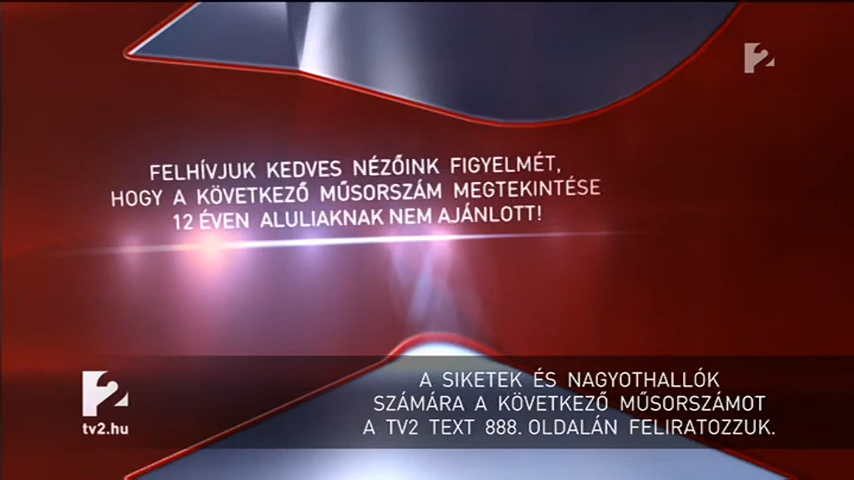 2
FELHÍVJUK KEDVES NÉZŐINK FIGYELMÉT,
HOGY A KÖVETKEZŐ MŰSORSZÁM MEGTEKINTÉSE
12 ÉVEN ALULIAKNAK NEM AJÁNLOTT!
2
tv2.hu
A SIKETEK ÉS NAGYOTHALLÓK
SZÁMÁRA A KÖVETKEZŐ MŰSORSZÁMOT
A TV2 TEXT 888. OLDALÁN FELIRATOZZUK.